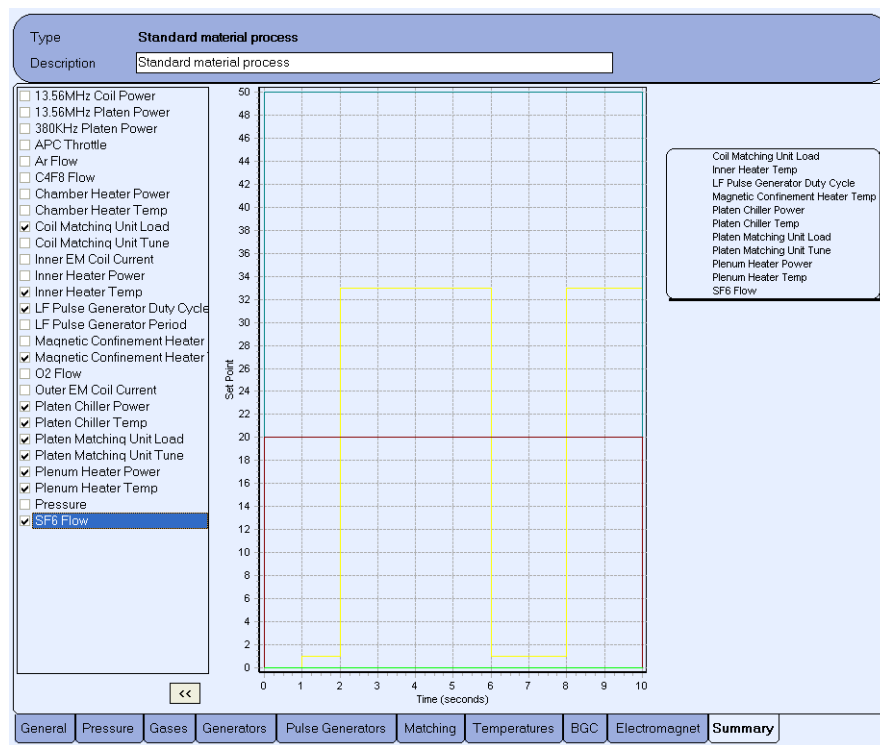 Type Standard material process
Description Standard material process
13.56MHz Coil Power
13.56MHz Platen Power
380KHz Platen Power
APC Throttle
Ar Flow
C4F8 Flow
Chamber Heater Power
Chamber Heater Temp
Coil Matching Unit Load
Coil Matching Unit Tune
Inner EM Coil Current
Inner Heater Power
Inner Heater Temp
LF Pulse Generator Duty Cycle
LF Pulse Generator Period
Magnetic Confinement Heater
Magnetic Confinement Heater T
O2 Flow
Outer EM Coil Current
Platen Chiller Power
Platen Chiller Temp
Platen Matching Unit Load
Platen Matching Unit Tune
Plenum Heater Power
Plenum Heater Temp
Pressure
SF6 Flow
<<
50
48
46
44
42
40
38
36
34
32
30
28
26
24
22
20
18
16
14
12
10
8
6
4
2
0
Set Point
0 1 2 3 4 5 6 7 8 9 10
Time (seconds)
Coil Matching Unit Load
Inner Heater Temp
LF Pulse Generator Duty Cycle
Magnetic Confinement Heater Temp
Platen Chiller Power
Platen Chiller Temp
Platen Matching Unit Load
Platen Matching Unit Tune
Plenum Heater Power
Plenum Heater Temp
SF6 Flow
General Pressure Gases Generators Pulse Generators Matching Temperatures BGC Electromagnet Summary